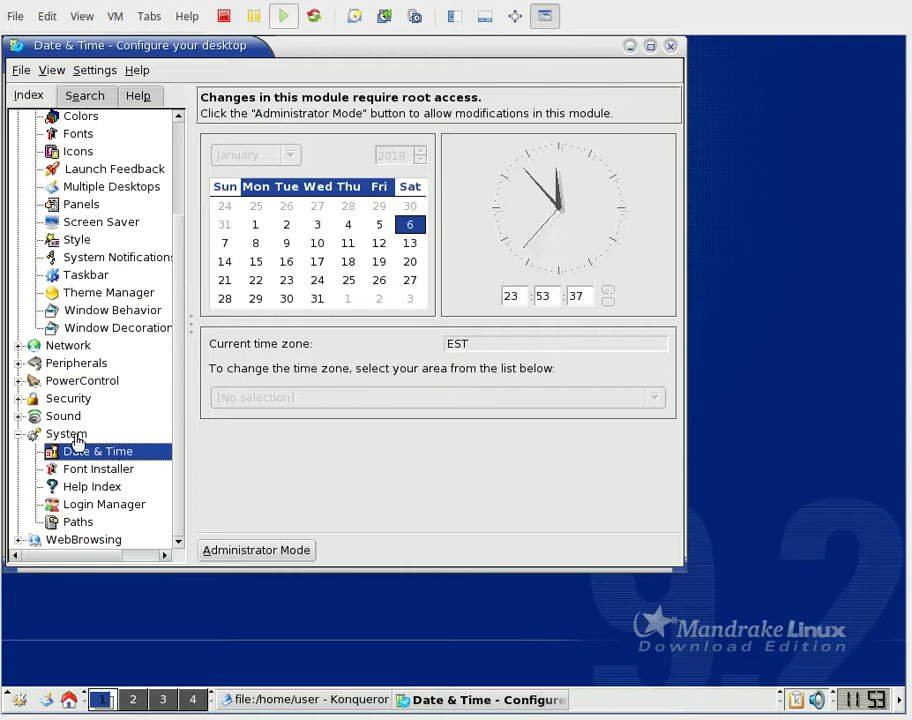 File Edit View VM Tabs Help
Date & Time - Configure your desktop
File View Settings Help
Index Search Help
Colors
Fonts
Icons
Launch Feedback
Multiple Desktops
Panels
Screen Saver
Style
System Notifications
Taskbar
Theme Manager
Window Behavior
Window Decoration
Network
Peripherals
PowerControl
Security
Sound
System
Date & Time
Font Installer
Help Index
Login Manager
Paths
WebBrowsing
Changes in this module require root access.
Click the "Administrator Mode" button to allow modifications in this module.
January 2018
Sun Mon Tue Wed Thu Fri Sat
24 25 26 27 28 29 30
31 1 2 3 4 5 6
7 8 9 10 11 12 13
14 15 16 17 18 19 20
21 22 23 24 25 26 27
28 29 30 31 1 2 3
23 : 53 : 37
Current time zone: EST
To change the time zone, select your area from the list below:
[No selection]
Administrator Mode
9.2
MandrakeLinux
Download Edition
1 2 3 4
file:/home/user - Konqueror
Date & Time - Configure
11 53